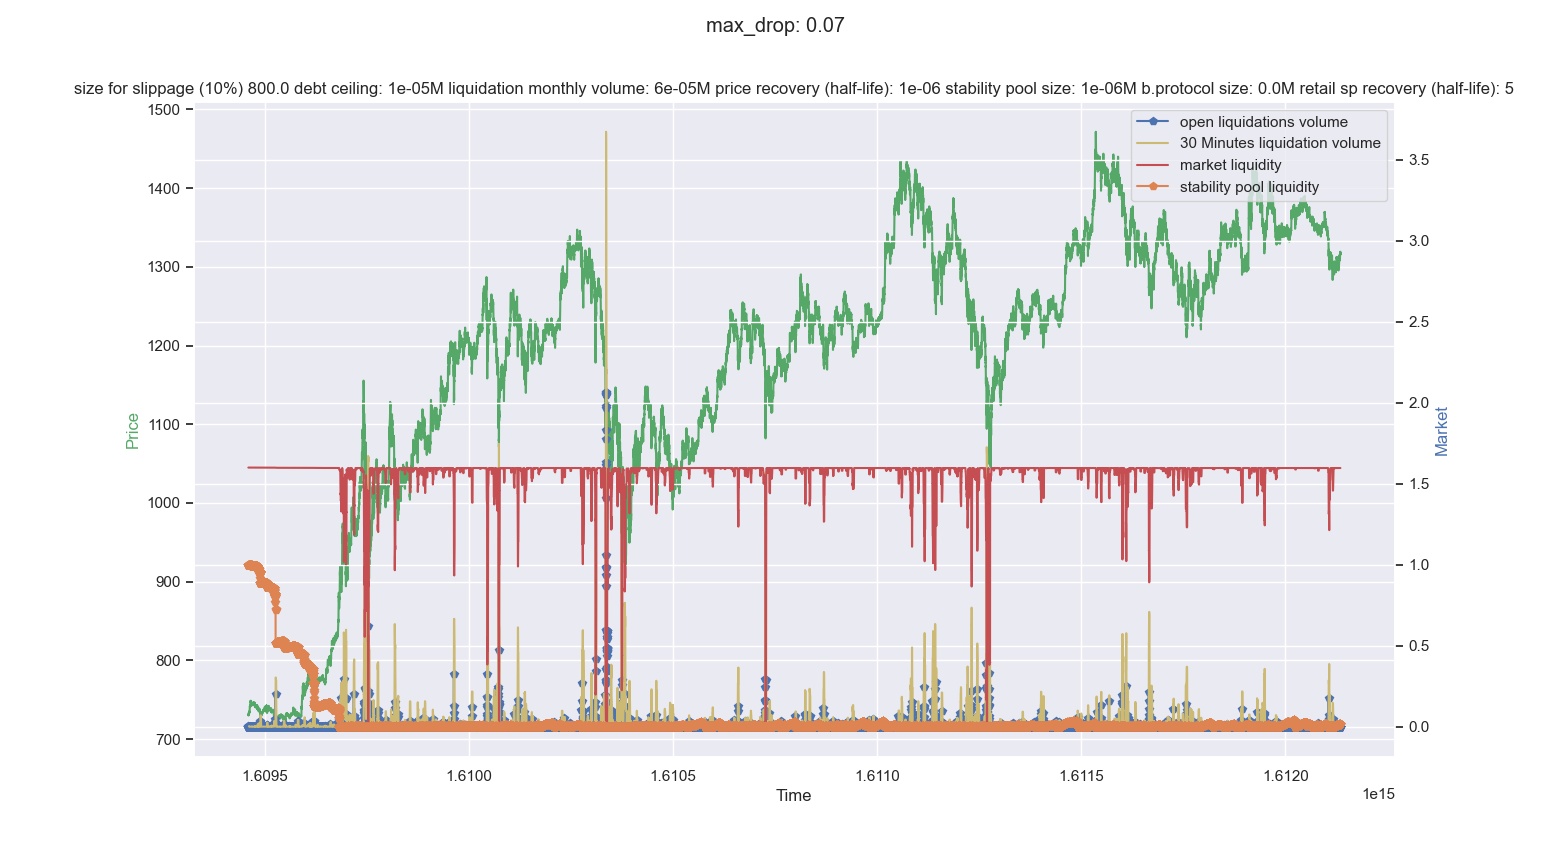 max_drop: 0.07
size for slippage (10%) 800.0 debt ceiling: 1e-05M liquidation monthly volume: 6e-05M price recovery (half-life): 1e-06 stability pool size: 1e-06M b.protocol size: 0.0M retail sp recovery (half-life): 5
open liquidations volume
30 Minutes liquidation volume
market liquidity
stability pool liquidity
1500
1400
1300
1200
1100
1000
900
800
700
Price
3.5
3.0
2.5
2.0
1.5
1.0
0.5
0.0
Market
1.6095
1.6100
1.6105
1.6110
1.6115
1.6120
Time
1e15